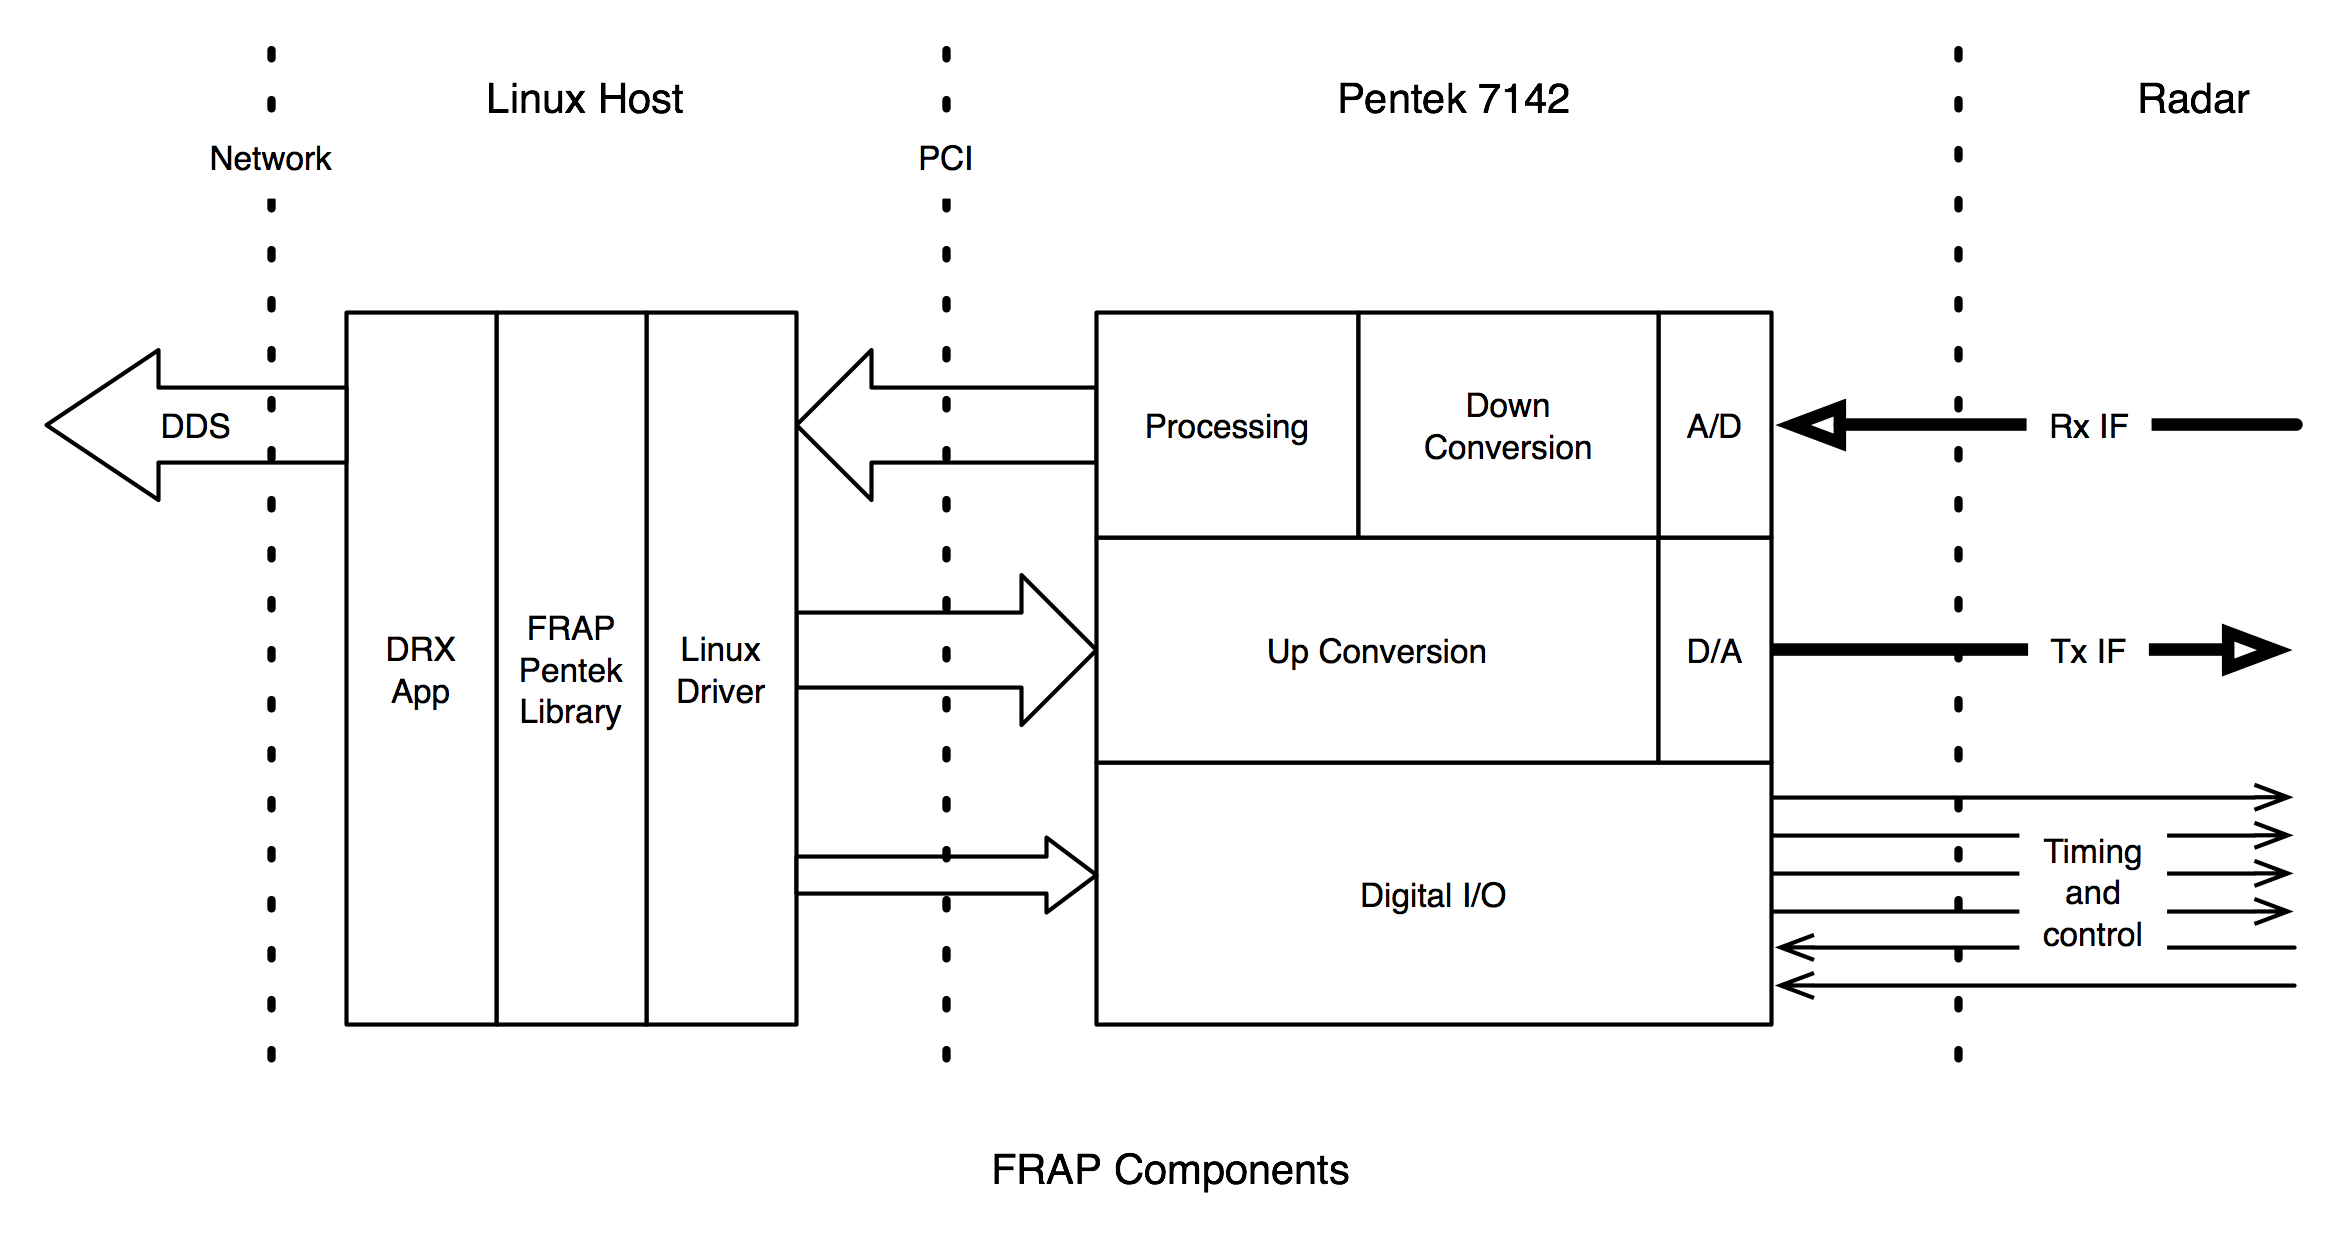 Linux Host
Pentek 7142
Radar
Network
PCI
DDS
DRX
App
FRAP
Pentek
Library
Linux
Driver
Processing
Down
Conversion
A/D
Rx IF
Up Conversion
D/A
Tx IF
Digital I/O
Timing
and
control
FRAP Components